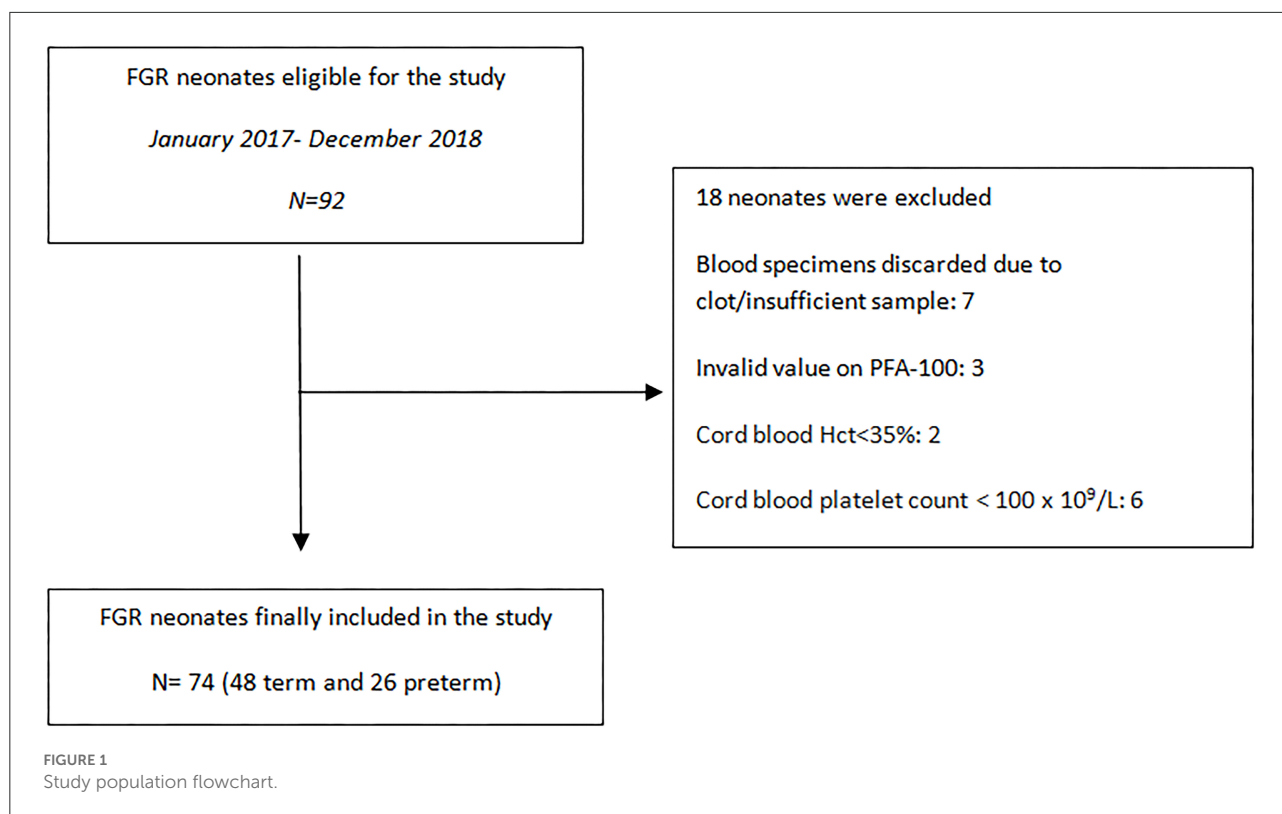 FGR neonates eligible for the study
January 2017- December 2018
N=92
18 neonates were excluded
Blood specimens discarded due to
clot/insufficient sample: 7
Invalid value on PFA-100: 3
Cord blood Hct<35%: 2
Cord blood platelet count < 100 x 10⁹/L: 6
FGR neonates finally included in the study
N= 74 (48 term and 26 preterm)
FIGURE 1
Study population flowchart.